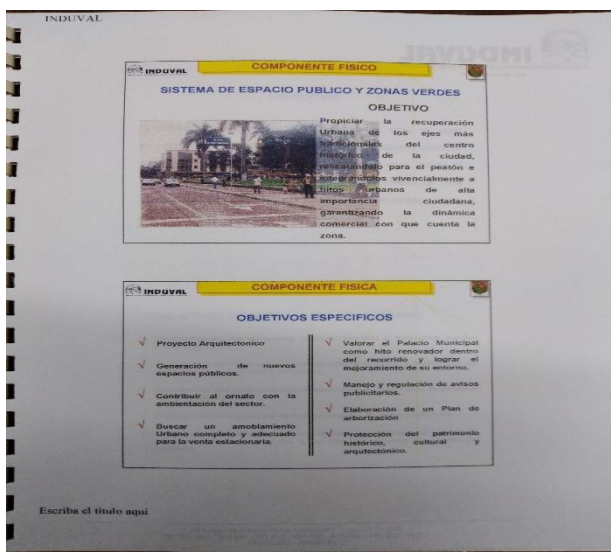 INDUVAL
INDUVAL
COMPONENTE FISICO
SISTEMA DE ESPACIO PUBLICO Y ZONAS VERDES
OBJETIVO
Propiciar la recuperación
Urbana de los ejes más
tradicionales del centro
histórico de la ciudad,
rescatandolo para el peatón e
integrandolos vivencialmente a
hitos urbanos de alta
importancia ciudadana,
garantizando la dinámica
comercial con que cuenta la
zona.
INDUVAL
COMPONENTE FISICA
OBJETIVOS ESPECIFICOS
Proyecto Arquitectonico
Generación de nuevos
espacios públicos.
Contribuir al ornato con la
ambientación del sector.
Buscar un amoblamiento
Urbano completo y adecuado
para la venta estacionaria.
Valorar el Palacio Municipal
como hito renovador dentro
del recorrido y lograr el
mejoramiento de su entorno.
Manejo y regulación de avisos
publicitarios.
Elaboración de un Plan de
arborización
Protección del patrimonio
histórico, cultural y
arqutectónico.
Escriba el título aquí